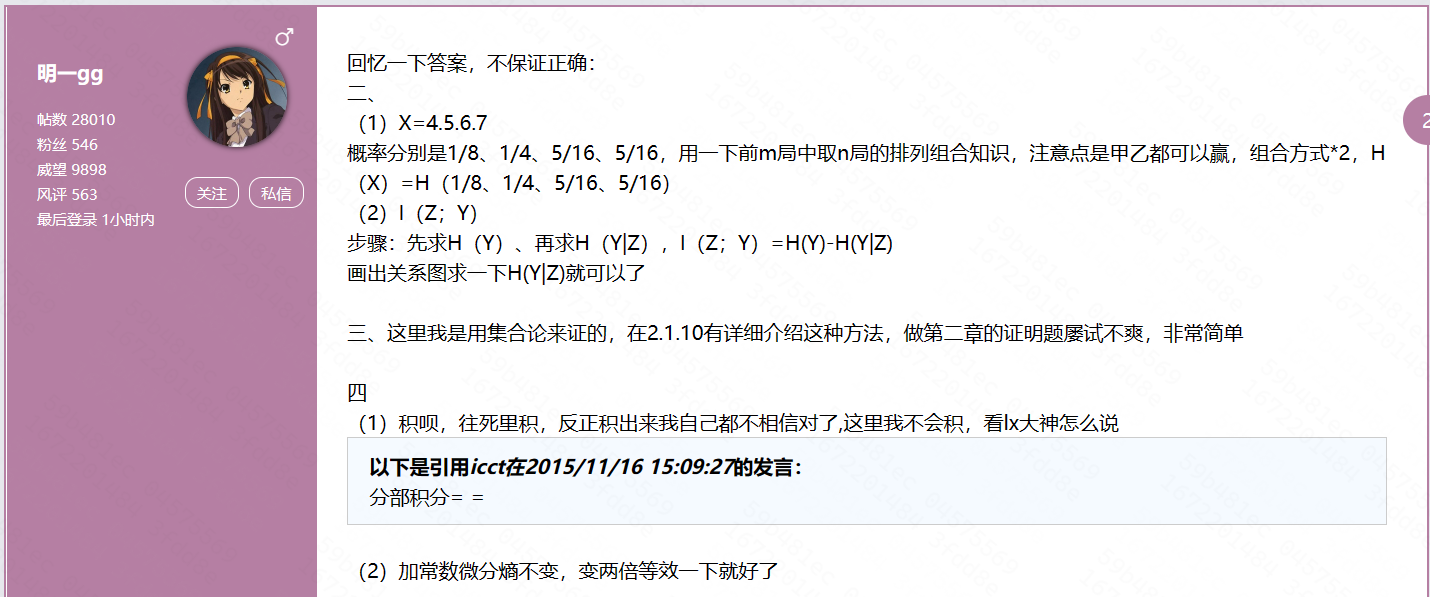 明一gg
帖数 28010
粉丝 546
威望 9898
风评 563
最后登录 1小时内
关注
私信
回忆一下答案，不保证正确：
二、
（1）X=4.5.6.7
概率分别是1/8、1/4、5/16、5/16，用一下前m局中取n局的排列组合知识，注意点是甲乙都可以赢，组合方式*2，H
（X）=H（1/8、1/4、5/16、5/16）
（2）I（Z；Y）
步骤：先求H（Y）、再求H（Y|Z），I（Z；Y）=H(Y)-H(Y|Z)
画出关系图求一下H(Y|Z)就可以了
三、这里我是用集合论来证的，在2.1.10有详细介绍这种方法，做第二章的证明题屡试不爽，非常简单
四
（1）积呗，往死里积，反正积出来我自己都不相信对了,这里我不会积，看lx大神怎么说
以下是引用icct在2015/11/16 15:09:27的发言：
分部积分= =
（2）加常数微分熵不变，变两倍等效一下就好了
2